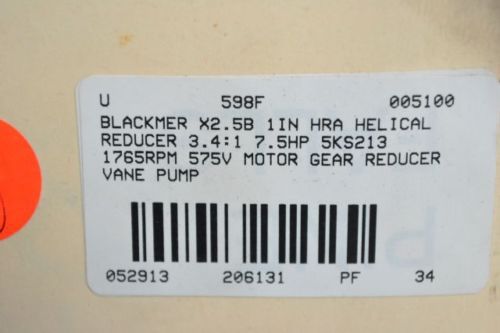 U 598F 005100
BLACKMER X2.5B 1IN HRA HELICAL
REDUCER 3.4:1 7.5HP 5KS213
1765RPM 575V MOTOR GEAR REDUCER
VANE PUMP
052913 206131 PF 34